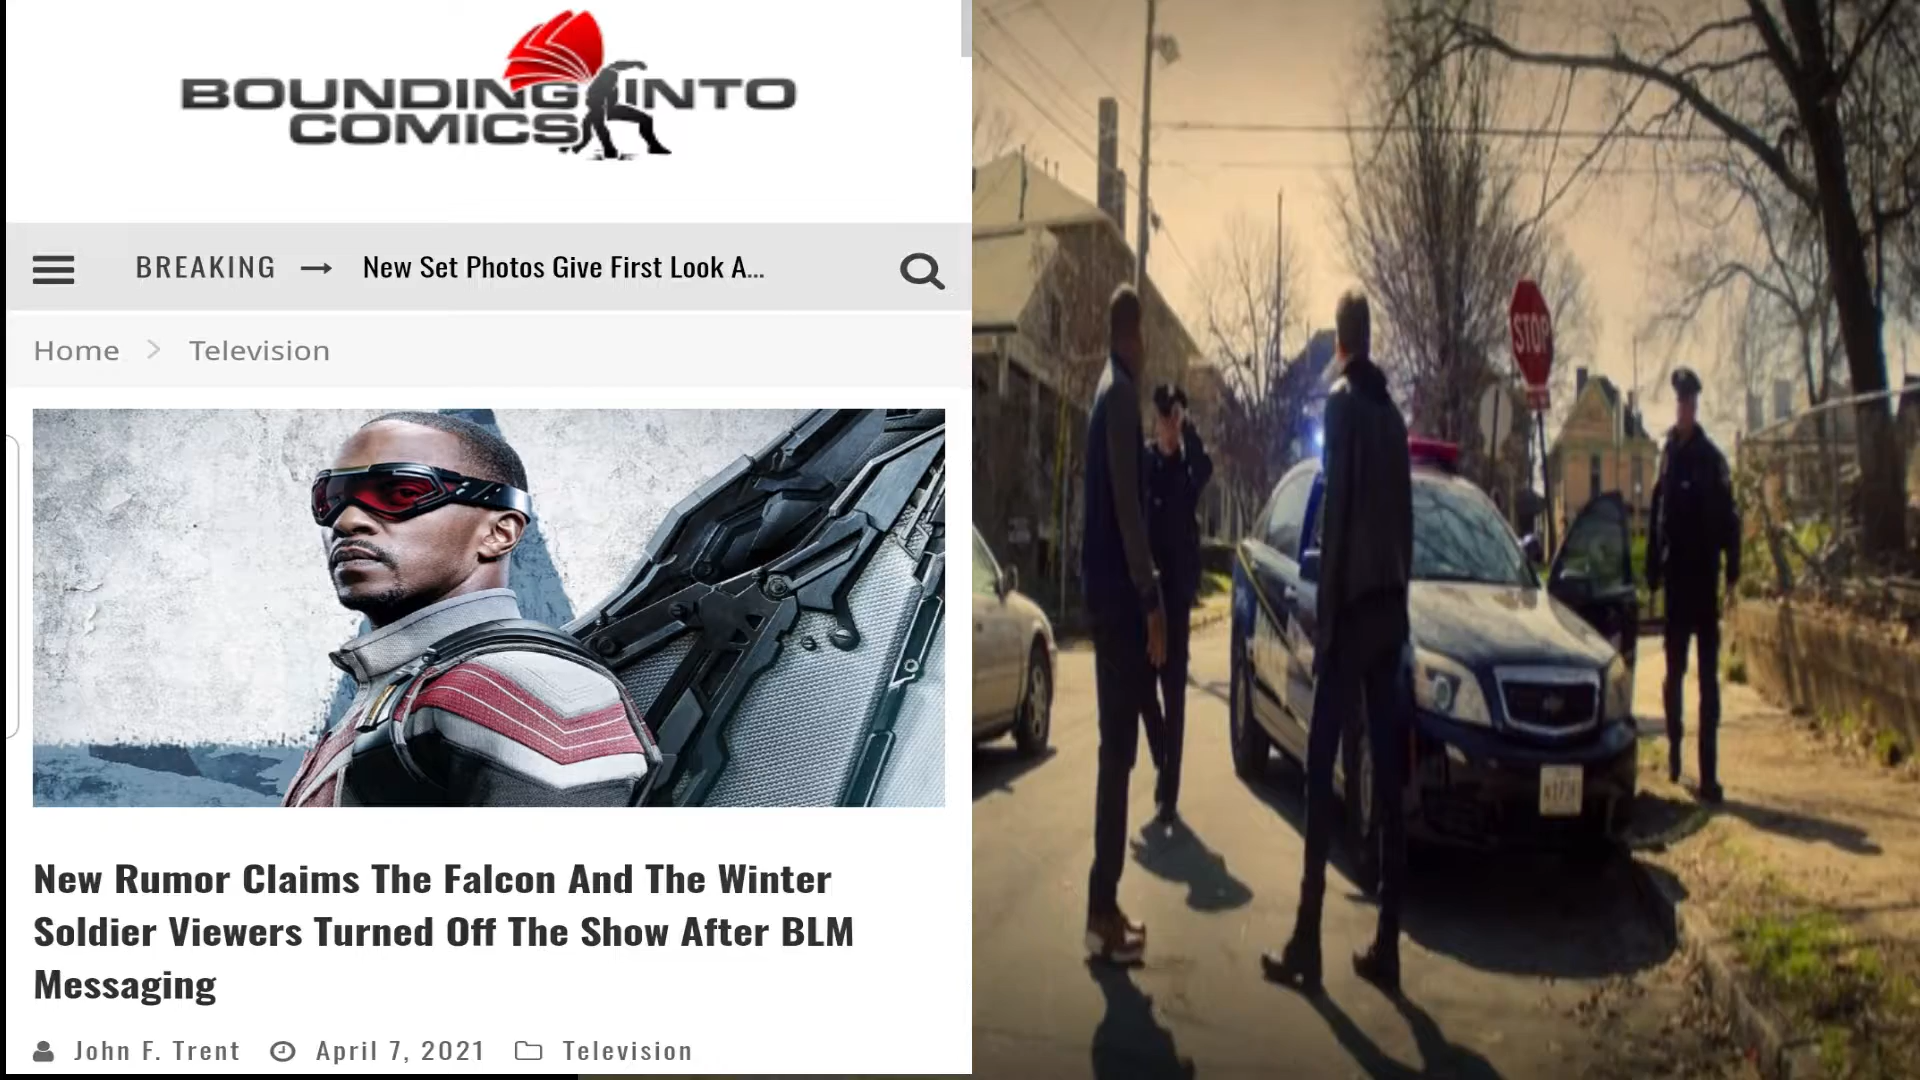 BOUNDING INTO
COMICS
BREAKING → New Set Photos Give First Look A...
Home > Television
New Rumor Claims The Falcon And The Winter
Soldier Viewers Turned Off The Show After BLM
Messaging
John F. Trent April 7, 2021 Television
STOP